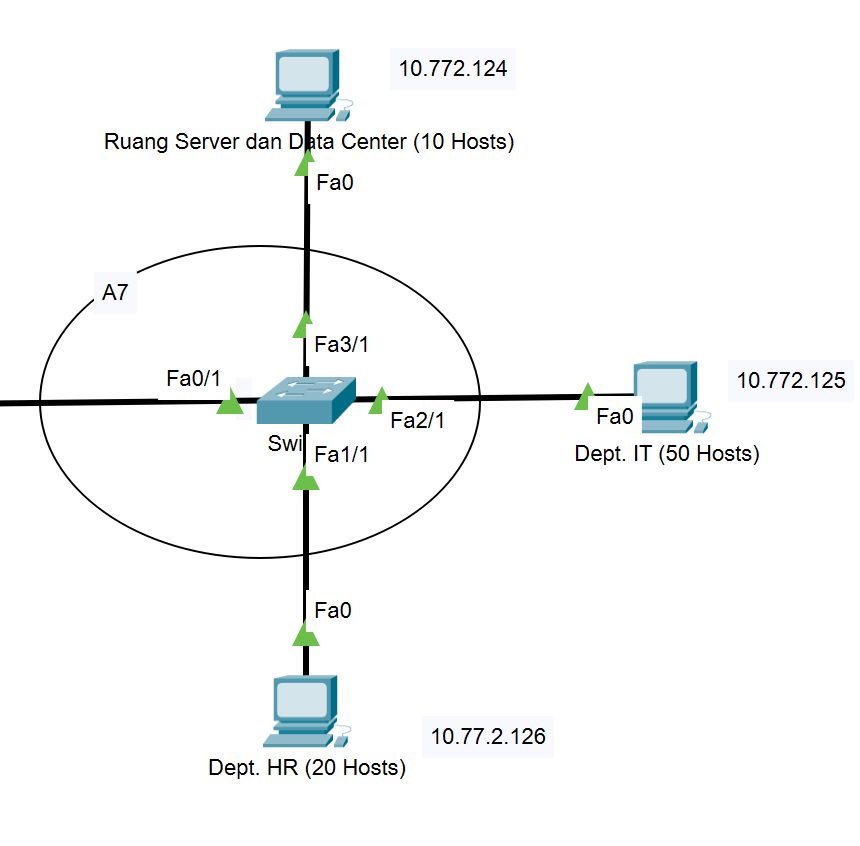 10.772.124
Ruang Server dan Data Center (10 Hosts)
Fa0
A7
Fa3/1
Fa0/1
10.772.125
Fa2/1
Fa0
Swi
Fa1/1
Dept. IT (50 Hosts)
Fa0
10.77.2.126
Dept. HR (20 Hosts)